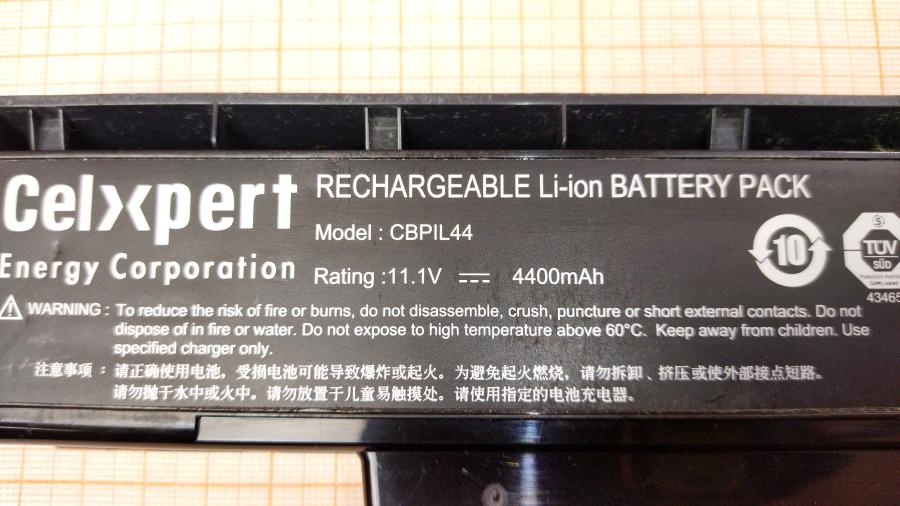 Celxpert
Energy Corporation
RECHARGEABLE Li-ion BATTERY PACK
Model : CBPIL44
Rating :11.1V ⎓ 4400mAh
10
S
TÜV
SÜD
43465
WARNING : To reduce the risk of fire or burns, do not disassemble, crush, puncture or short external contacts. Do not
dispose of in fire or water. Do not expose to high temperature above 60°C. Keep away from children. Use
specified charger only.
注意事项 : 请正确使用电池，受损电池可能导致爆炸或起火。为避免起火燃烧，请勿拆卸、挤压或使外部接点短路。
请勿抛于水中或火中。请勿放置于儿童易触摸处。请使用指定的电池充电器。